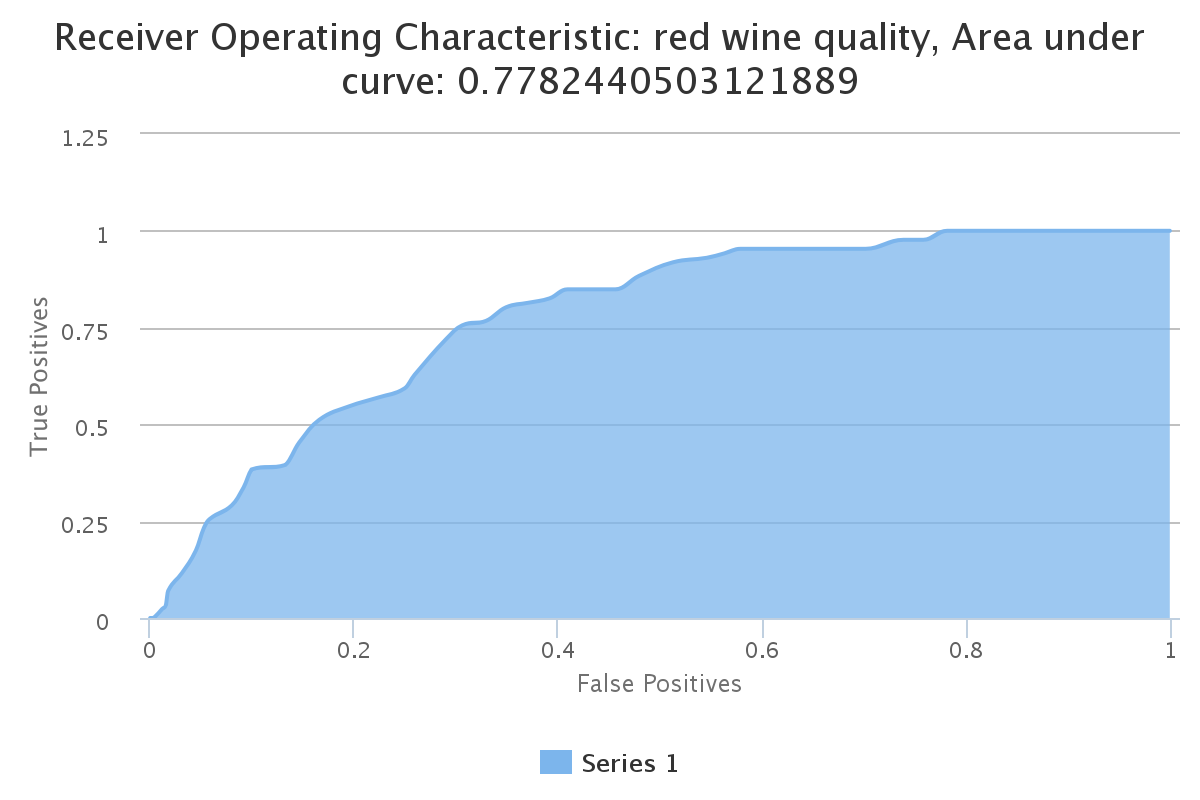 Receiver Operating Characteristic: red wine quality, Area under
curve: 0.7782440503121889
1.25
1
0.75
0.5
0.25
0
True Positives
0 0.2 0.4 0.6 0.8 1
False Positives
Series 1